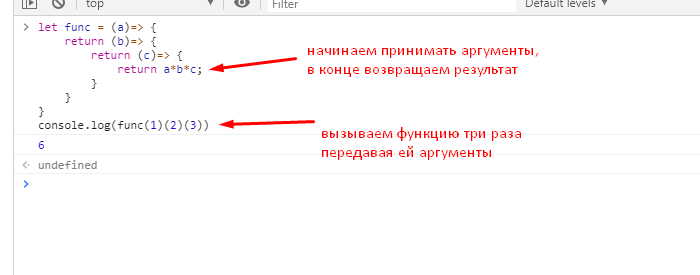 top
Filter
Default levels
let func = (a)=> {
return (b)=> {
return (c)=> {
return a*b*c;
}
}
}
console.log(func(1)(2)(3))
6
undefined
начинаем принимать аргументы,
в конце возвращаем результат
вызываем функцию три раза
передавая ей аргументы